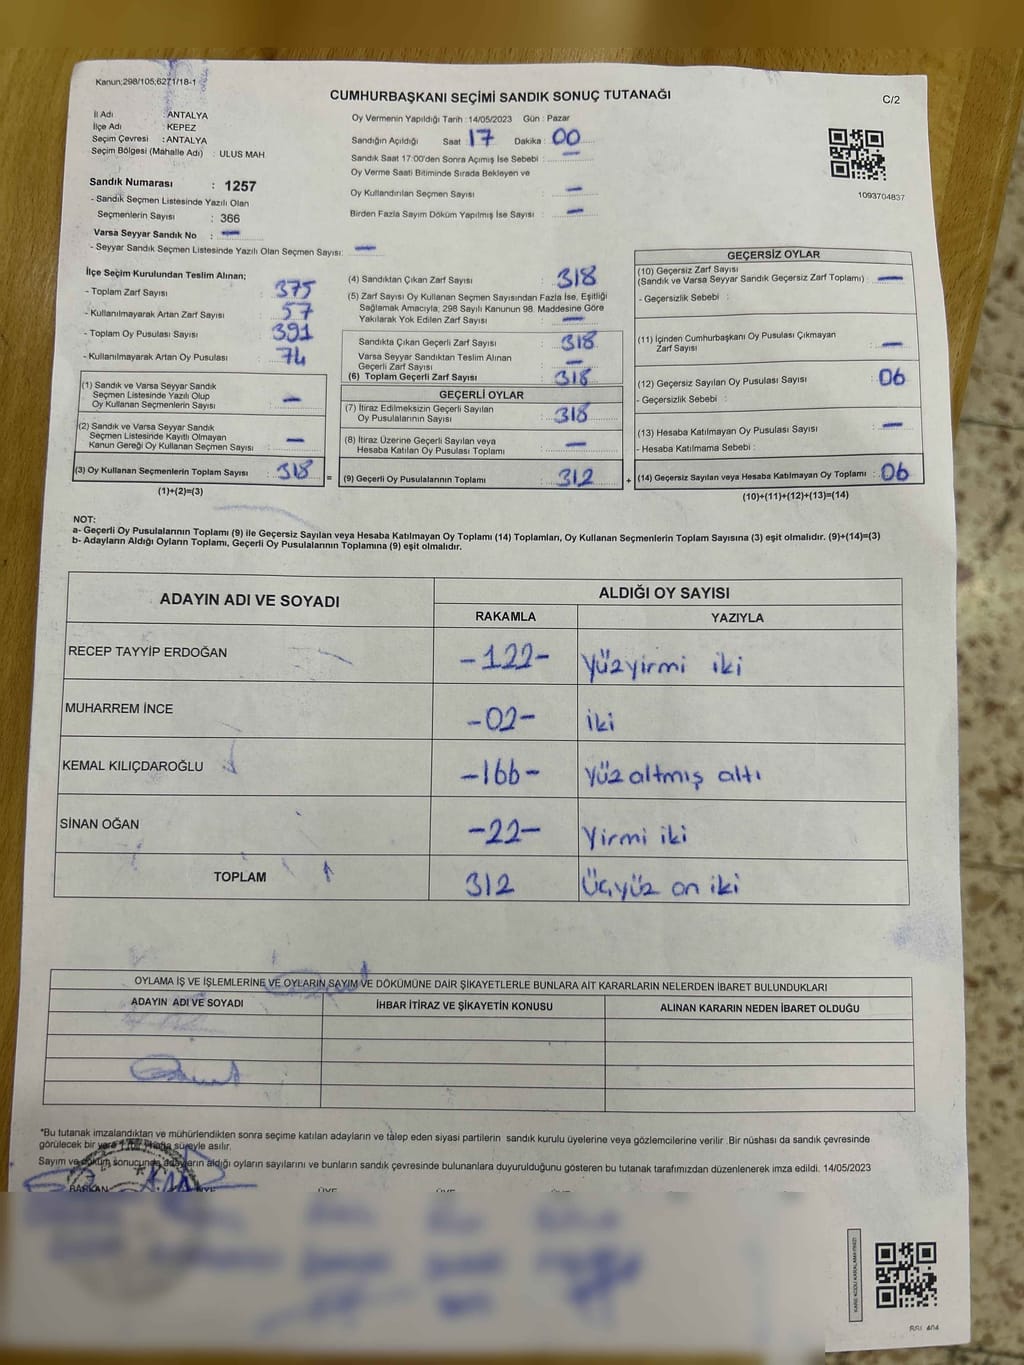 Kanun;298/105;6271/18-1
CUMHURBAŞKANI SEÇİMİ SANDIK SONUÇ TUTANAĞI
C/2
İl Adı : ANTALYA
İlçe Adı : KEPEZ
Seçim Çevresi : ANTALYA
Seçim Bölgesi (Mahalle Adı) : ULUS MAH
Oy Vermenin Yapıldığı Tarih : 14/05/2023 Gün : Pazar
Sandığın Açıldığı Saat : 17 Dakika : 00
Sandık Saat 17:00'den Sonra Açımış İse Sebebi : —
Oy Verme Saati Bitiminde Sırada Bekleyen ve
Oy Kullandırılan Seçmen Sayısı : —
Birden Fazla Sayım Döküm Yapılmış İse Sayısı : —
1093704837
Sandık Numarası : 1257
- Sandık Seçmen Listesinde Yazılı Olan
Seçmenlerin Sayısı : 366
Varsa Seyyar Sandık No : —
- Seyyar Sandık Seçmen Listesinde Yazılı Olan Seçmen Sayısı: —
İlçe Seçim Kurulundan Teslim Alınan;
- Toplam Zarf Sayısı : 375
- Kullanılmayarak Artan Zarf Sayısı : 57
- Toplam Oy Pusulası Sayısı : 391
- Kullanılmayarak Artan Oy Pusulası : 74
(1) Sandık ve Varsa Seyyar Sandık
Seçmen Listesinde Yazılı Olup
Oy Kullanan Seçmenlerin Sayısı : —
(2) Sandık ve Varsa Seyyar Sandık
Seçmen Listesinde Kayıtlı Olmayan
Kanun Gereği Oy Kullanan Seçmen Sayısı : —
(3) Oy Kullanan Seçmenlerin Toplam Sayısı : 318
(1)+(2)=(3)
=
(4) Sandıktan Çıkan Zarf Sayısı : 318
(5) Zarf Sayısı Oy Kullanan Seçmen Sayısından Fazla İse, Eşitliği
Sağlamak Amacıyla, 298 Sayılı Kanunun 98. Maddesine Göre
Yakılarak Yok Edilen Zarf Sayısı : —
Sandıkta Çıkan Geçerli Zarf Sayısı : 318
Varsa Seyyar Sandıktan Teslim Alınan
Geçerli Zarf Sayısı : —
(6) Toplam Geçerli Zarf Sayısı : 318
GEÇERLİ OYLAR
(7) İtiraz Edilmeksizin Geçerli Sayılan
Oy Pusulalarının Sayısı : 318
(8) İtiraz Üzerine Geçerli Sayılan veya
Hesaba Katılan Oy Pusulası Toplamı : —
(9) Geçerli Oy Pusulalarının Toplamı : 312
+
GEÇERSİZ OYLAR
(10) Geçersiz Zarf Sayısı
(Sandık ve Varsa Seyyar Sandık Geçersiz Zarf Toplamı) : —
- Geçersizlik Sebebi :
(11) İçinden Cumhurbaşkanı Oy Pusulası Çıkmayan
Zarf Sayısı : —
(12) Geçersiz Sayılan Oy Pusulası Sayısı : 06
- Geçersizlik Sebebi :
(13) Hesaba Katılmayan Oy Pusulası Sayısı : —
- Hesaba Katılmama Sebebi :
(14) Geçersiz Sayılan veya Hesaba Katılmayan Oy Toplamı : 06
(10)+(11)+(12)+(13)=(14)
NOT:
a- Geçerli Oy Pusulalarının Toplamı (9) ile Geçersiz Sayılan veya Hesaba Katılmayan Oy Toplamı (14) Toplamları, Oy Kullanan Seçmenlerin Toplam Sayısına (3) eşit olmalıdır. (9)+(14)=(3)
b- Adayların Aldığı Oyların Toplamı, Geçerli Oy Pusulalarının Toplamına (9) eşit olmalıdır.
ADAYIN ADI VE SOYADI
ALDIĞI OY SAYISI
RAKAMLA YAZIYLA
RECEP TAYYİP ERDOĞAN -122- Yüzyirmi iki
MUHARREM İNCE -02- iki
KEMAL KILIÇDAROĞLU -166- Yüz altmış altı
SİNAN OĞAN -22- Yirmi iki
TOPLAM 312 Üçyüz on iki
OYLAMA İŞ VE İŞLEMLERİNE VE OYLARIN SAYIM VE DÖKÜMÜNE DAİR ŞİKAYETLERLE BUNLARA AİT KARARLARIN NELERDEN İBARET BULUNDUKLARI
ADAYIN ADI VE SOYADI İHBAR İTİRAZ VE ŞİKAYETİN KONUSU ALINAN KARARIN NEDEN İBARET OLDUĞU
*Bu tutanak imzalandıktan ve mühürlendikten sonra seçime katılan adayların ve talep eden siyasi partilerin sandık kurulu üyelerine veya gözlemcilerine verilir .Bir nüshası da sandık çevresinde
görülecek bir yere 1 hafta süreyle asılır.
Sayım ve döküm sonucunda adayların aldığı oyların sayılarını ve bunların sandık çevresinde bulunanlara duyurulduğunu gösteren bu tutanak tarafımızdan düzenlenerek imza edildi. 14/05/2023
BAŞKAN ÜYE ÜYE ÜYE